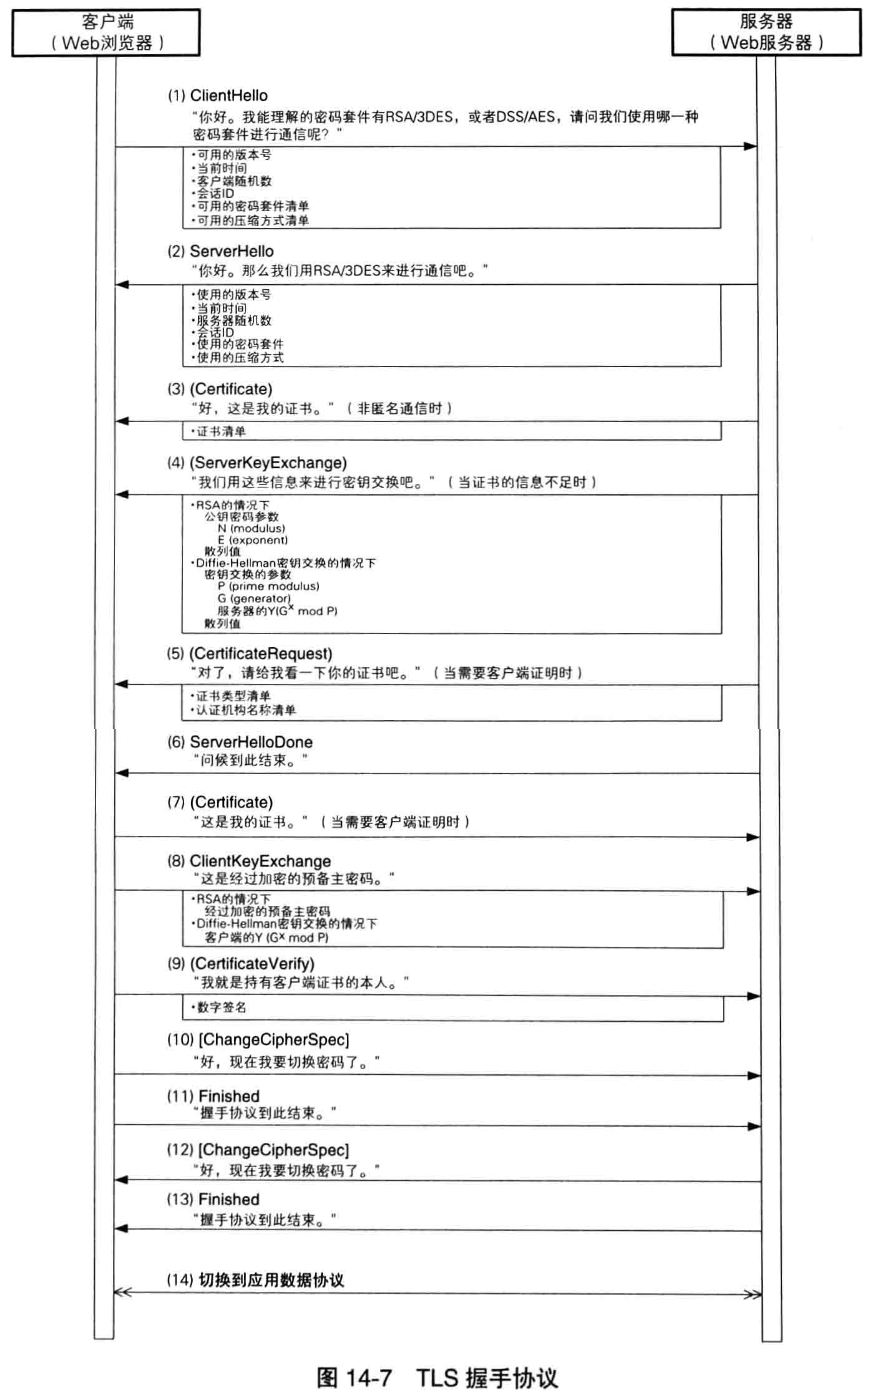 客户端
（Web浏览器）
服务器
（Web服务器）
(1) ClientHello
“你好。我能理解的密码套件有RSA/3DES，或者DSS/AES，请问我们使用哪一种
密码套件进行通信呢？”
·可用的版本号
·当前时间
·客户端随机数
·会话ID
·可用的密码套件清单
·可用的压缩方式清单
(2) ServerHello
“你好。那么我们用RSA/3DES来进行通信吧。”
·使用的版本号
·当前时间
·服务器随机数
·会话ID
·使用的密码套件
·使用的压缩方式
(3) (Certificate)
“好，这是我的证书。”（非匿名通信时）
·证书清单
(4) (ServerKeyExchange)
“我们用这些信息来进行密钥交换吧。”（当证书的信息不足时）
·RSA的情况下
公钥密码参数
N (modulus)
E (exponent)
散列值
·Diffie-Hellman密钥交换的情况下
密钥交换的参数
P (prime modulus)
G (generator)
服务器的Y(G^x mod P)
散列值
(5) (CertificateRequest)
“对了，请给我看一下你的证书吧。”（当需要客户端证明时）
·证书类型清单
·认证机构名称清单
(6) ServerHelloDone
“问候到此结束。”
(7) (Certificate)
“这是我的证书。”（当需要客户端证明时）
(8) ClientKeyExchange
“这是经过加密的预备主密码。”
·RSA的情况下
经过加密的预备主密码
·Diffie-Hellman密钥交换的情况下
客户端的Y (G^x mod P)
(9) (CertificateVerify)
“我就是持有客户端证书的本人。”
·数字签名
(10) [ChangeCipherSpec]
“好，现在我要切换密码了。”
(11) Finished
“握手协议到此结束。”
(12) [ChangeCipherSpec]
“好，现在我要切换密码了。”
(13) Finished
“握手协议到此结束。”
(14) 切换到应用数据协议
图 14-7 TLS 握手协议